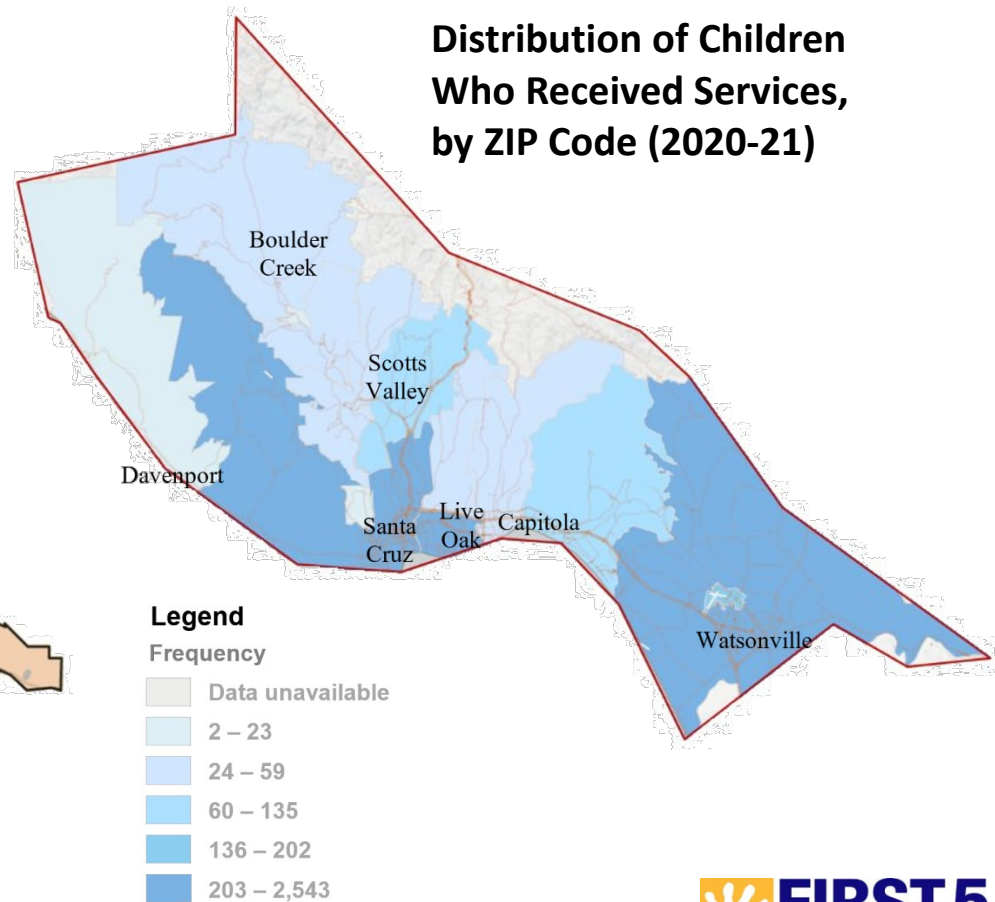 Distribution of Children
Who Received Services,
by ZIP Code (2020-21)
Boulder
Creek
Scotts
Valley
Davenport
Santa
Cruz
Live
Oak
Capitola
Watsonville
Legend
Frequency
Data unavailable
2 – 23
24 – 59
60 – 135
136 – 202
203 – 2,543
FIRST 5